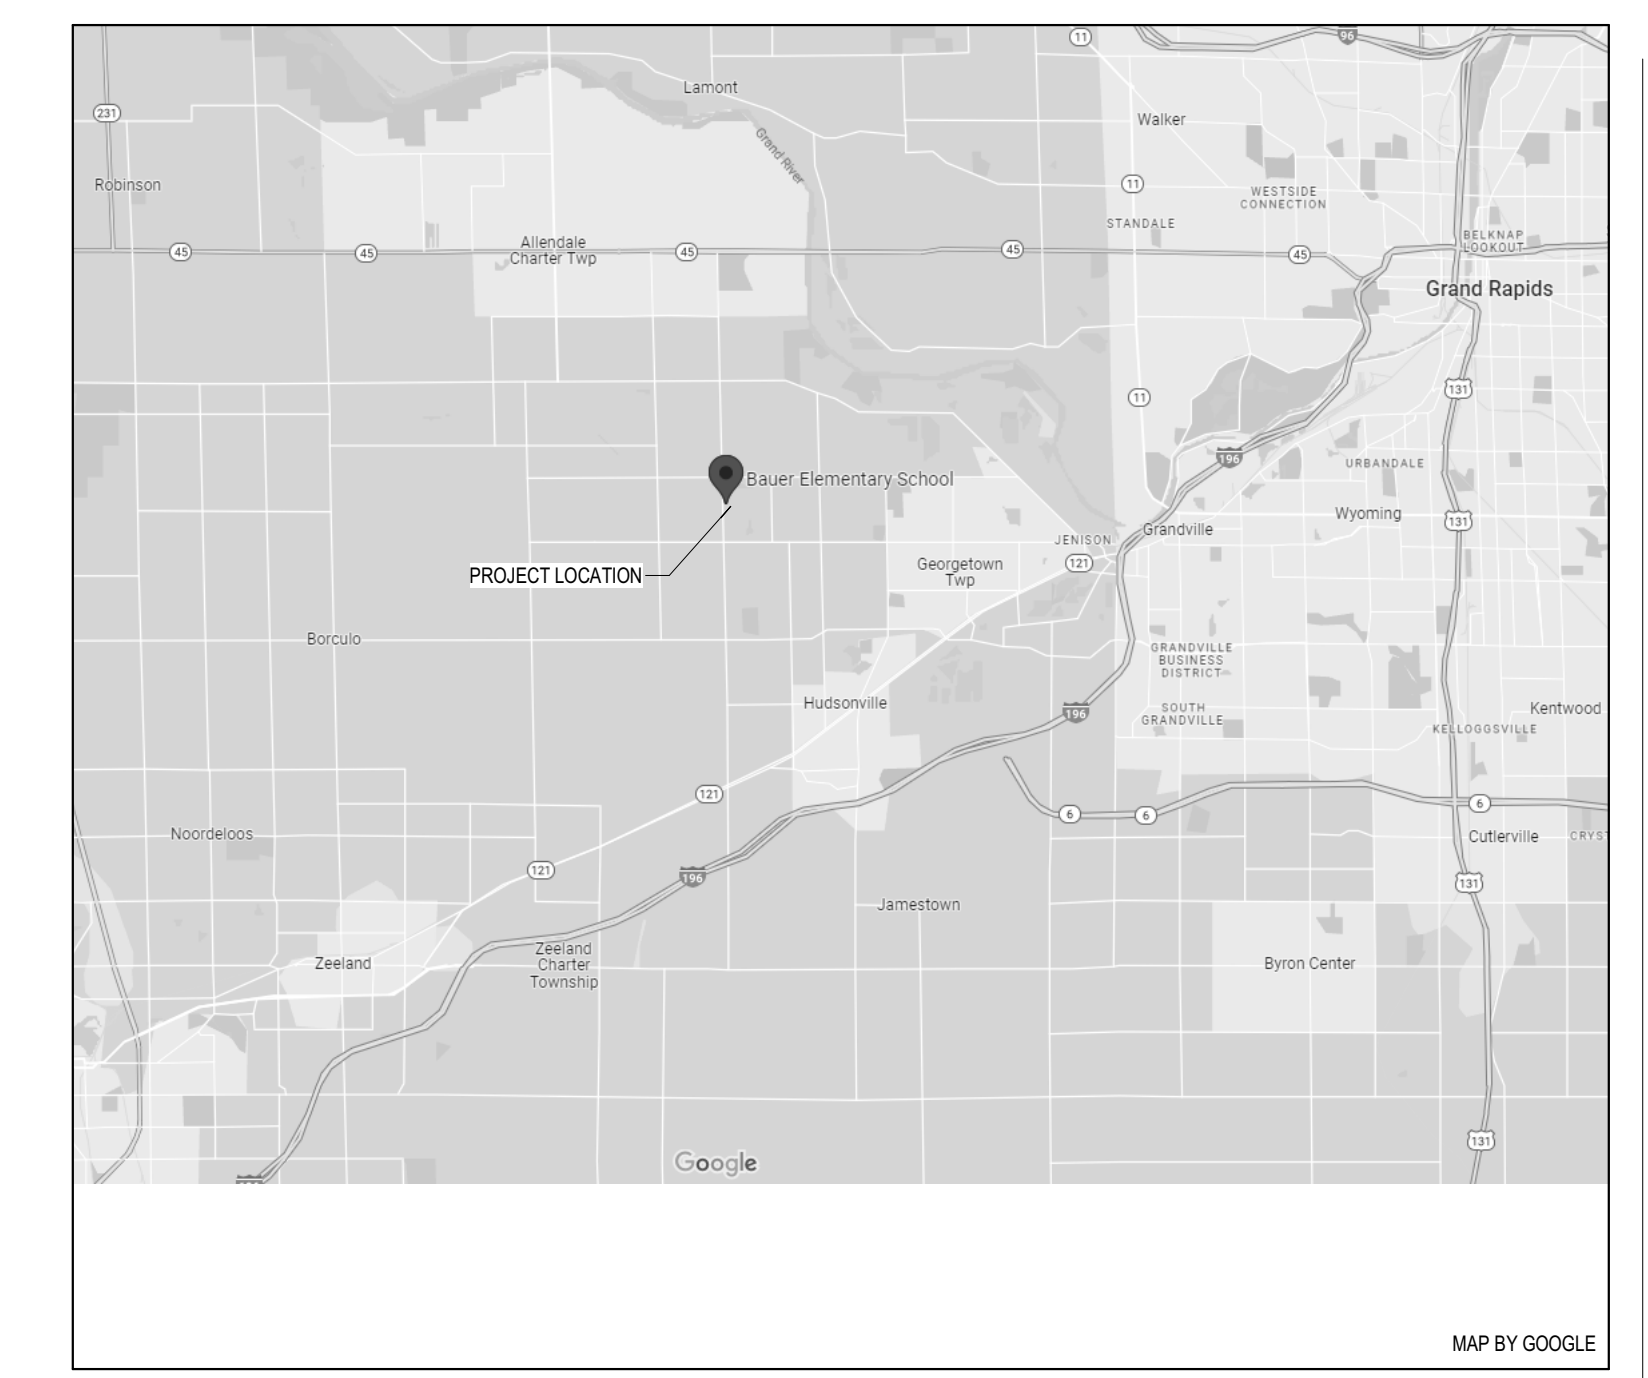 11
96
Lamont
231
Walker
Grand River
Robinson
11
WESTSIDE
CONNECTION
STANDALE
BELKNAP
LOOKOUT
Allendale
Charter Twp
45
45
45
45
45
Grand Rapids
131
11
196
URBANDALE
Bauer Elementary School
Wyoming
131
Grandville
JENISON
121
Georgetown
Twp
PROJECT LOCATION
Borculo
GRANDVILLE
BUSINESS
DISTRICT
Hudsonville
196
SOUTH
GRANDVILLE
Kentwood
KELLOGGSVILLE
121
6
6
6
Noordeloos
Cutlerville
CRYST
121
196
131
Jamestown
Zeeland
Zeeland
Charter
Township
Byron Center
131
Google
MAP BY GOOGLE